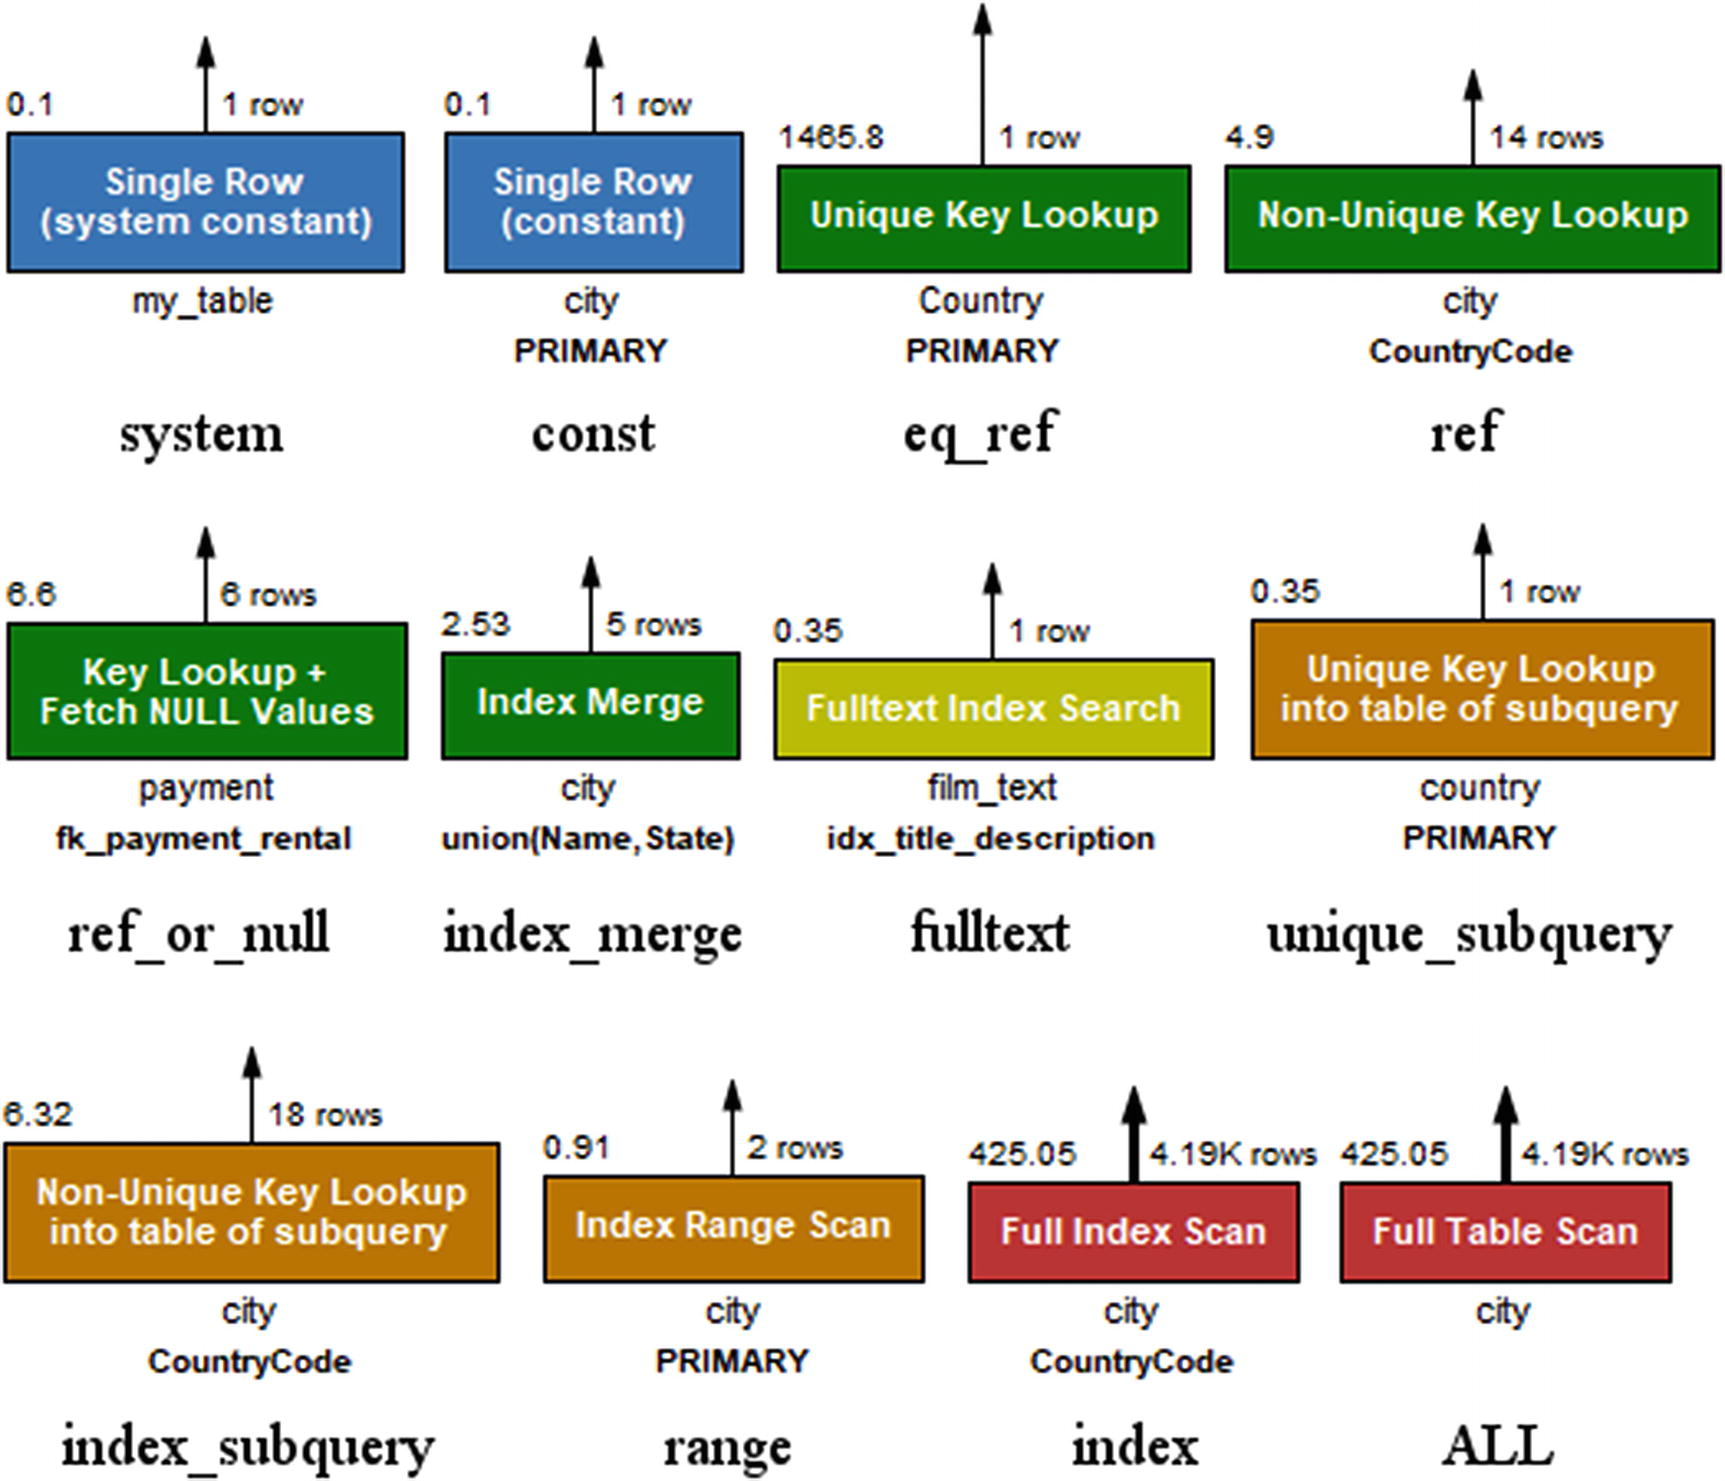 0.1 1 row
Single Row
(system constant)
my_table
system
0.1 1 row
Single Row
(constant)
city
PRIMARY
const
1465.8 1 row
Unique Key Lookup
Country
PRIMARY
eq_ref
4.9 14 rows
Non-Unique Key Lookup
city
CountryCode
ref
6.6 6 rows
Key Lookup +
Fetch NULL Values
payment
fk_payment_rental
ref_or_null
2.53 5 rows
Index Merge
city
union(Name,State)
index_merge
0.35 1 row
Fulltext Index Search
film_text
idx_title_description
fulltext
0.35 1 row
Unique Key Lookup
into table of subquery
country
PRIMARY
unique_subquery
6.32 18 rows
Non-Unique Key Lookup
into table of subquery
city
CountryCode
index_subquery
0.91 2 rows
Index Range Scan
city
PRIMARY
range
425.05 4.19K rows
Full Index Scan
city
CountryCode
index
425.05 4.19K rows
Full Table Scan
city
ALL